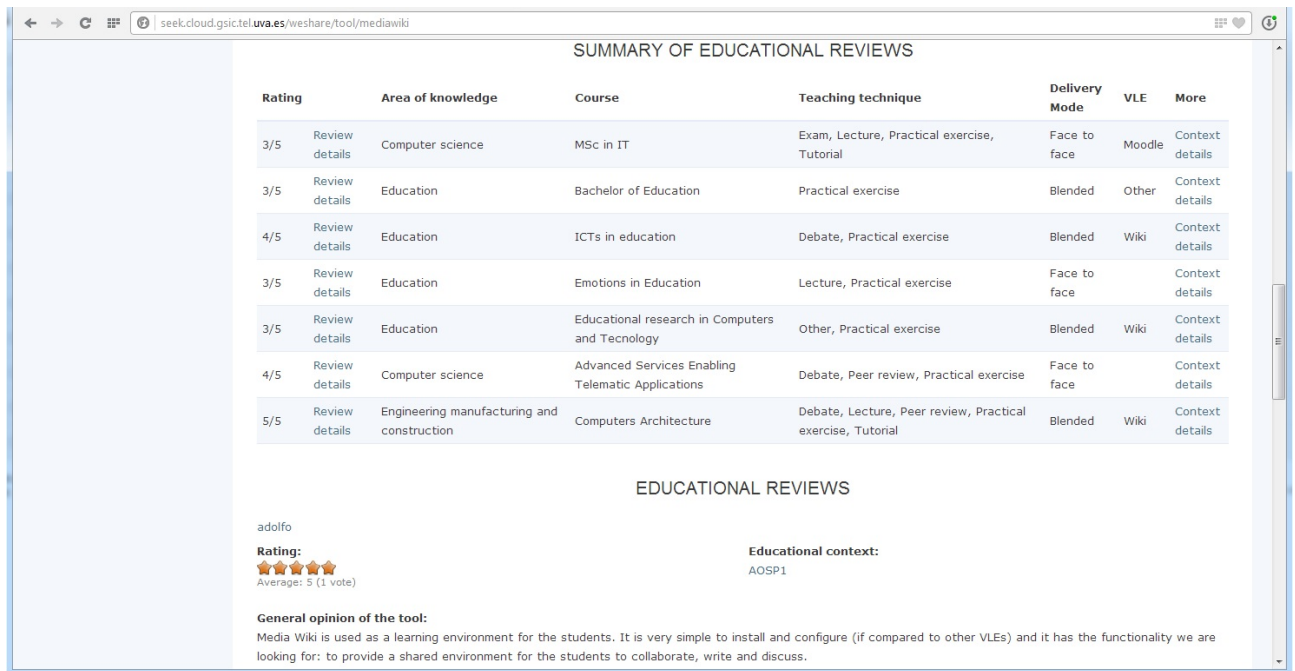 seek.cloud.gsic.tel.uva.es/weshare/tool/mediawiki
SUMMARY OF EDUCATIONAL REVIEWS
Rating Area of knowledge Course Teaching technique Delivery Mode VLE More
3/5 Review details Computer science MSc in IT Exam, Lecture, Practical exercise, Tutorial Face to face Moodle Context details
3/5 Review details Education Bachelor of Education Practical exercise Blended Other Context details
4/5 Review details Education ICTs in education Debate, Practical exercise Blended Wiki Context details
3/5 Review details Education Emotions in Education Lecture, Practical exercise Face to face Context details
3/5 Review details Education Educational research in Computers and Tecnology Other, Practical exercise Blended Wiki Context details
4/5 Review details Computer science Advanced Services Enabling Telematic Applications Debate, Peer review, Practical exercise Face to face Context details
5/5 Review details Engineering manufacturing and construction Computers Architecture Debate, Lecture, Peer review, Practical exercise, Tutorial Blended Wiki Context details
EDUCATIONAL REVIEWS
adolfo
Rating: Educational context:
AOSP1
Average: 5 (1 vote)
General opinion of the tool:
Media Wiki is used as a learning environment for the students. It is very simple to install and configure (if compared to other VLEs) and it has the functionality we are
looking for: to provide a shared environment for the students to collaborate, write and discuss.